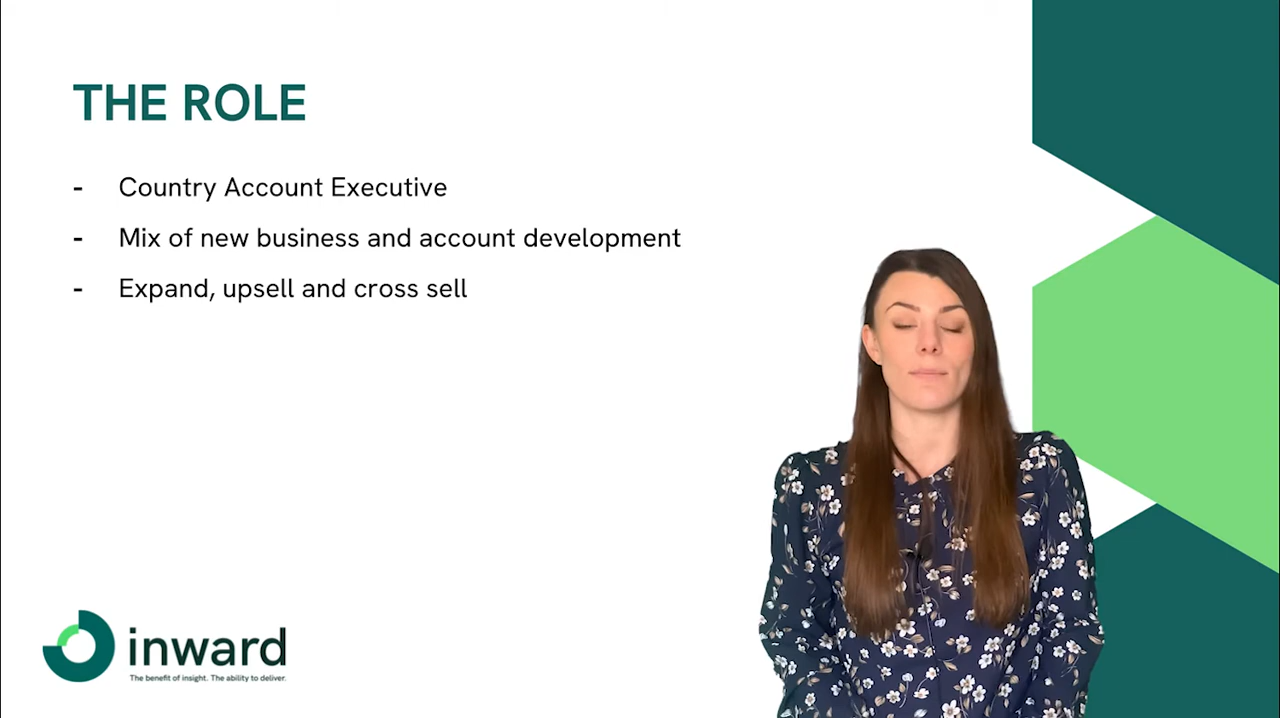 THE ROLE
- Country Account Executive
- Mix of new business and account development
- Expand, upsell and cross sell
inward
The benefit of insight. The ability to deliver.